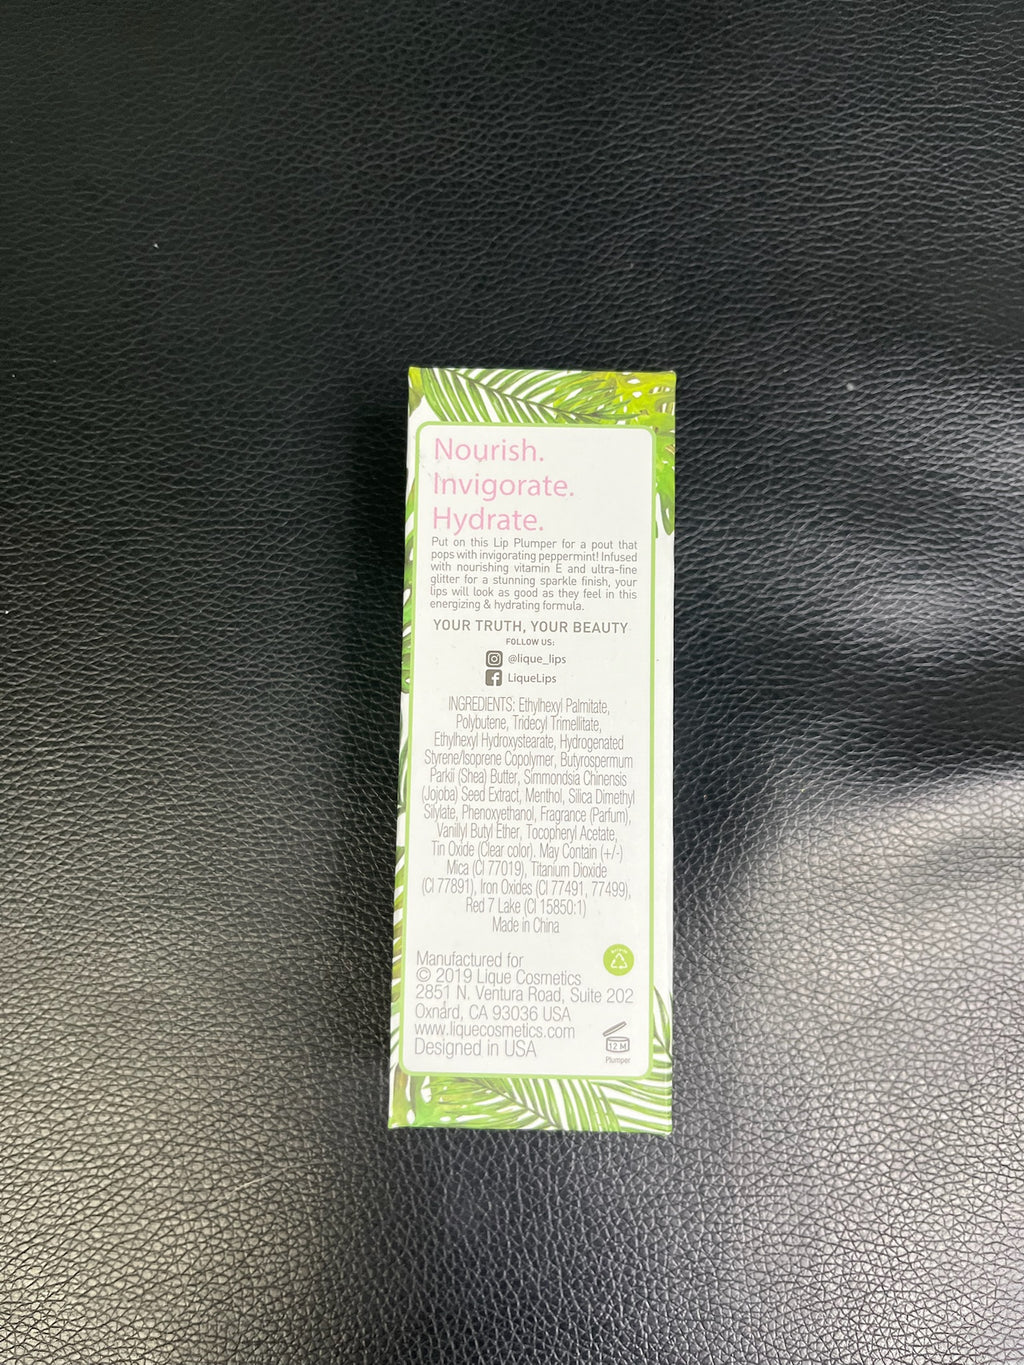 Nourish.
Invigorate.
Hydrate.
Put on this Lip Plumper for a pout that
pops with invigorating peppermint! Infused
with nourishing vitamin E and ultra-fine
glitter for a stunning sparkle finish, your
lips will look as good as they feel in this
energizing & hydrating formula.
YOUR TRUTH, YOUR BEAUTY
FOLLOW US:
@lique_lips
LiqueLips
INGREDIENTS: Ethylhexyl Palmitate,
Polybutene, Tridecyl Trimellitate,
Ethylhexyl Hydroxystearate, Hydrogenated
Styrene/Isoprene Copolymer, Butyrospermum
Parkii (Shea) Butter, Simmondsia Chinensis
(Jojoba) Seed Extract, Menthol, Silica Dimethyl
Silylate, Phenoxyethanol, Fragrance (Parfum),
Vanillyl Butyl Ether, Tocopheryl Acetate,
Tin Oxide (Clear color). May Contain (+/-)
Mica (CI 77019), Titanium Dioxide
(CI 77891), Iron Oxides (CI 77491, 77499),
Red 7 Lake (CI 15850:1)
Made in China
Manufactured for
© 2019 Lique Cosmetics
2851 N. Ventura Road, Suite 202
Oxnard, CA 93036 USA
www.liquecosmetics.com
Designed in USA
12 M
Plumper